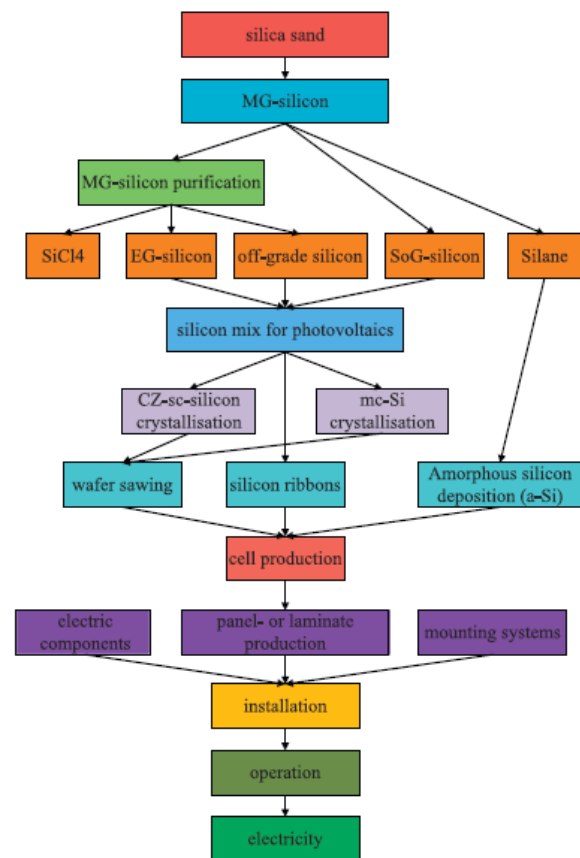 silica sand
MG-silicon
MG-silicon purification
SiCl4
EG-silicon
off-grade silicon
SoG-silicon
Silane
silicon mix for photovoltaics
CZ-sc-silicon
crystallisation
mc-Si
crystallisation
wafer sawing
silicon ribbons
Amorphous silicon
deposition (a-Si)
cell production
electric
components
panel- or laminate
production
mounting systems
installation
operation
electricity